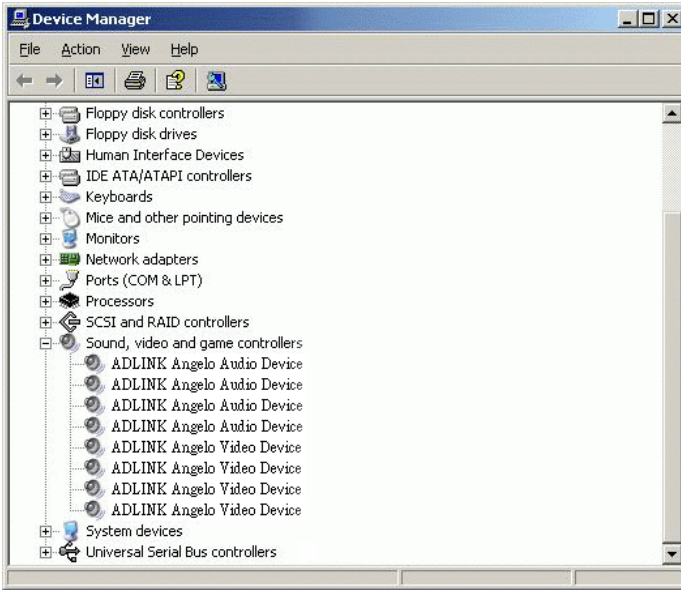 Device Manager
File Action View Help
Floppy disk controllers
Floppy disk drives
Human Interface Devices
IDE ATA/ATAPI controllers
Keyboards
Mice and other pointing devices
Monitors
Network adapters
Ports (COM & LPT)
Processors
SCSI and RAID controllers
Sound, video and game controllers
ADLINK Angelo Audio Device
ADLINK Angelo Audio Device
ADLINK Angelo Audio Device
ADLINK Angelo Audio Device
ADLINK Angelo Video Device
ADLINK Angelo Video Device
ADLINK Angelo Video Device
ADLINK Angelo Video Device
System devices
Universal Serial Bus controllers